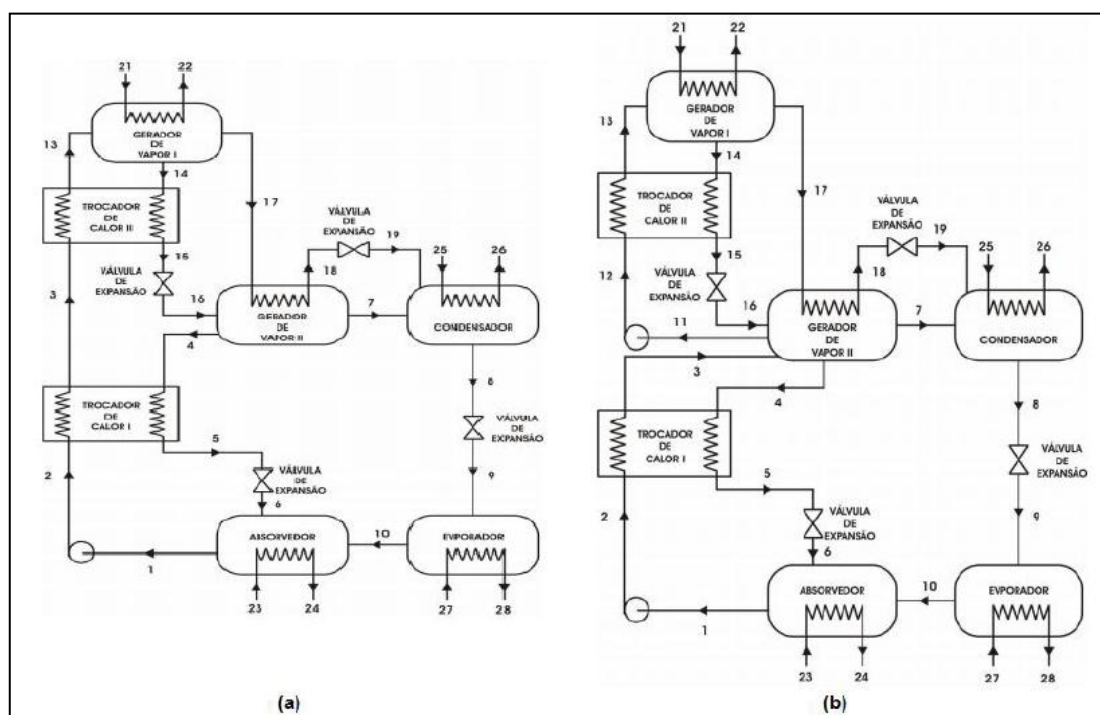 21
22
GERADOR
DE
VAPOR I
13
14
17
TROCADOR
DE
CALOR II
VÁLVULA
DE
EXPANSÃO
19
25
26
15
18
VÁLVULA
DE EXPANSÃO
3
16
GERADOR
DE
VAPOR II
7
CONDENSADOR
4
8
TROCADOR
DE
CALOR I
VÁLVULA
DE
EXPANSÃO
5
2
VÁLVULA
DE
EXPANSÃO
9
6
ABSORVEDOR
10
EVAPORADOR
1
23
24
27
28
(a)
21
22
GERADOR
DE
VAPOR I
13
14
17
TROCADOR
DE
CALOR II
VÁLVULA
DE
EXPANSÃO
19
25
26
15
18
12
VÁLVULA
DE
EXPANSÃO
16
11
GERADOR
DE
VAPOR II
7
CONDENSADOR
3
4
8
TROCADOR
DE
CALOR I
VÁLVULA
DE
EXPANSÃO
5
2
VÁLVULA
DE
EXPANSÃO
9
6
ABSORVEDOR
10
EVAPORADOR
1
23
24
27
28
(b)